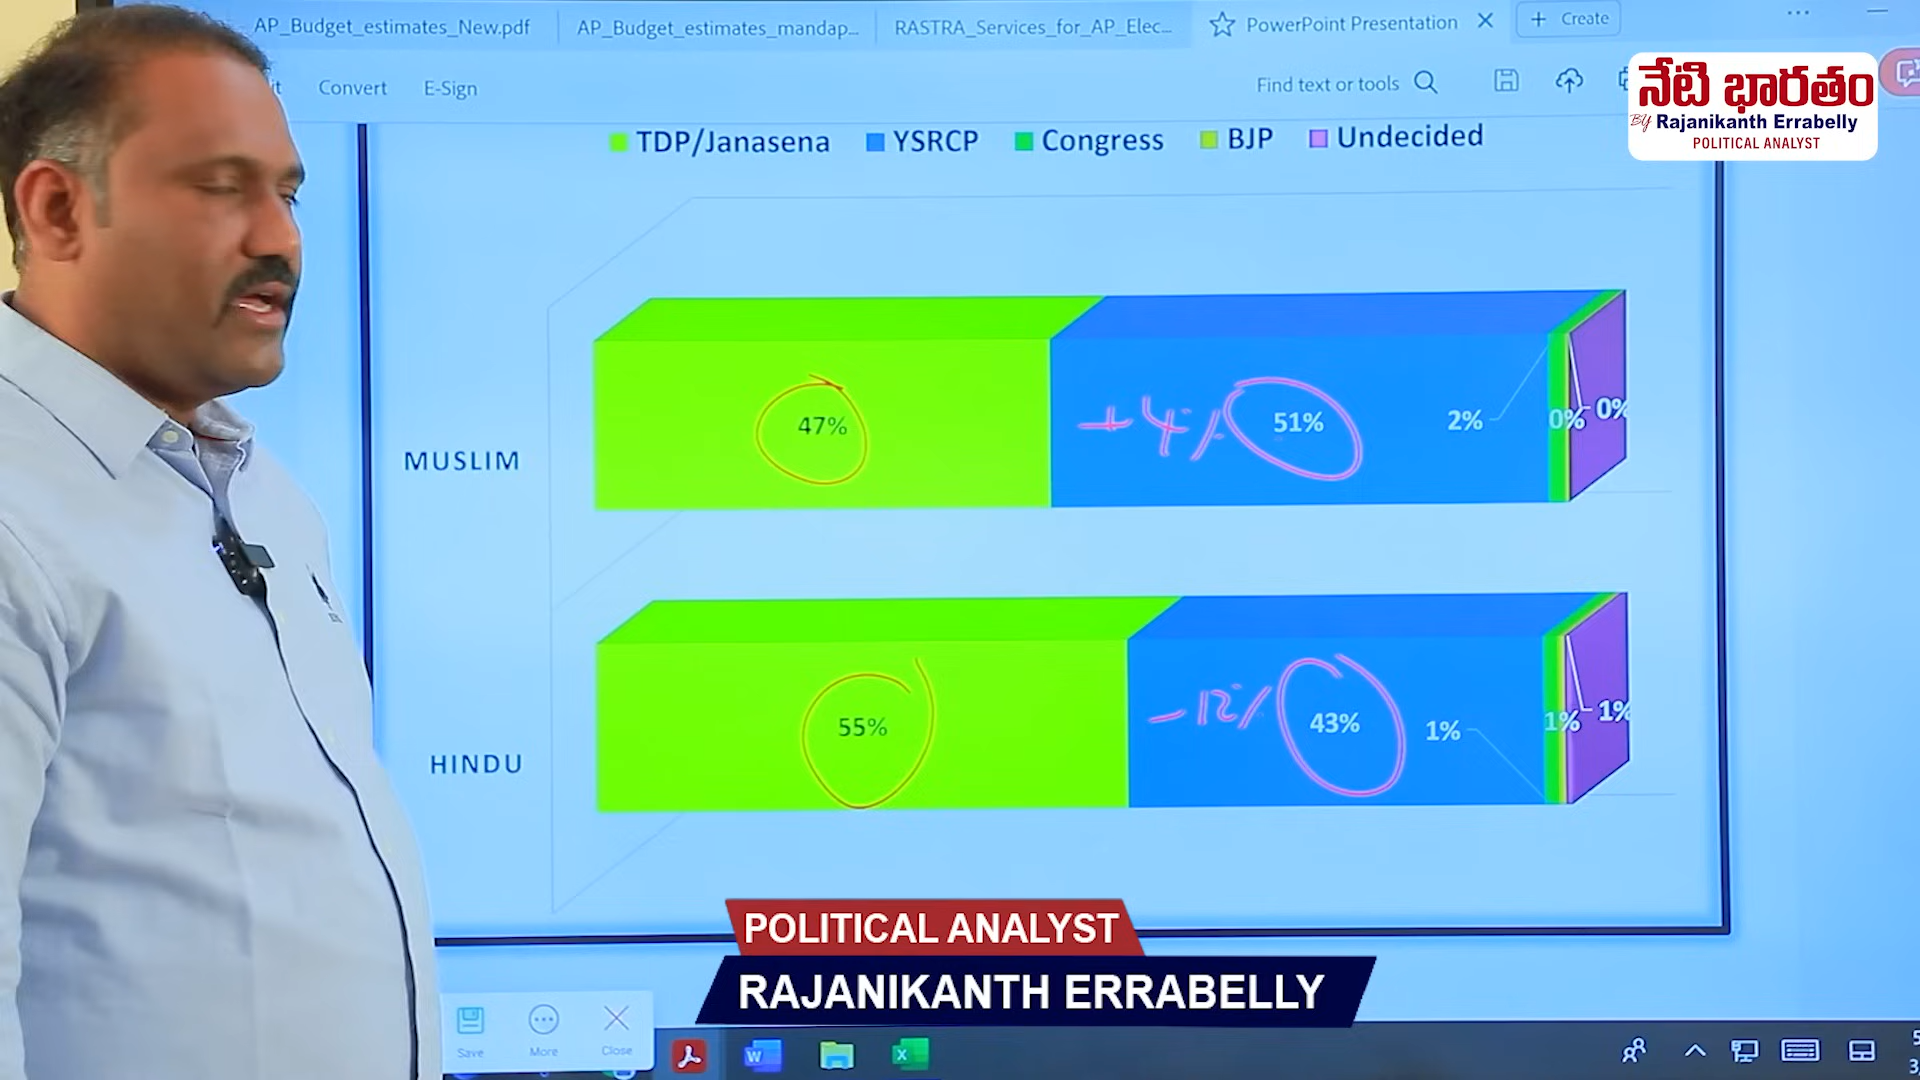 AP_Budget_estimates_New.pdf
AP_Budget_estimates_mandap...
RASTRA_Services_for_AP_Elec...
PowerPoint Presentation
Create
Convert
E-Sign
Find text or tools
నేటి భారతం
BY Rajanikanth Errabelly
POLITICAL ANALYST
TDP/Janasena
YSRCP
Congress
BJP
Undecided
MUSLIM
47%
+4%
51%
2%
0%
0%
HINDU
55%
-12%
43%
1%
1%
1%
POLITICAL ANALYST
RAJANIKANTH ERRABELLY
Save
More
Close